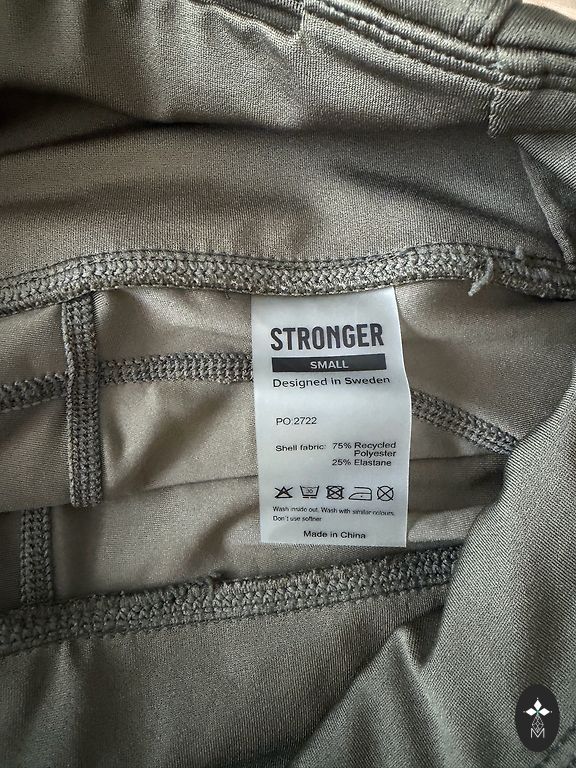 STRONGER
SMALL
Designed in Sweden
PO:2722
Shell fabric: 75% Recycled
Polyester
25% Elastane
Wash inside out. Wash with similar colours.
Don't use softner
Made in China